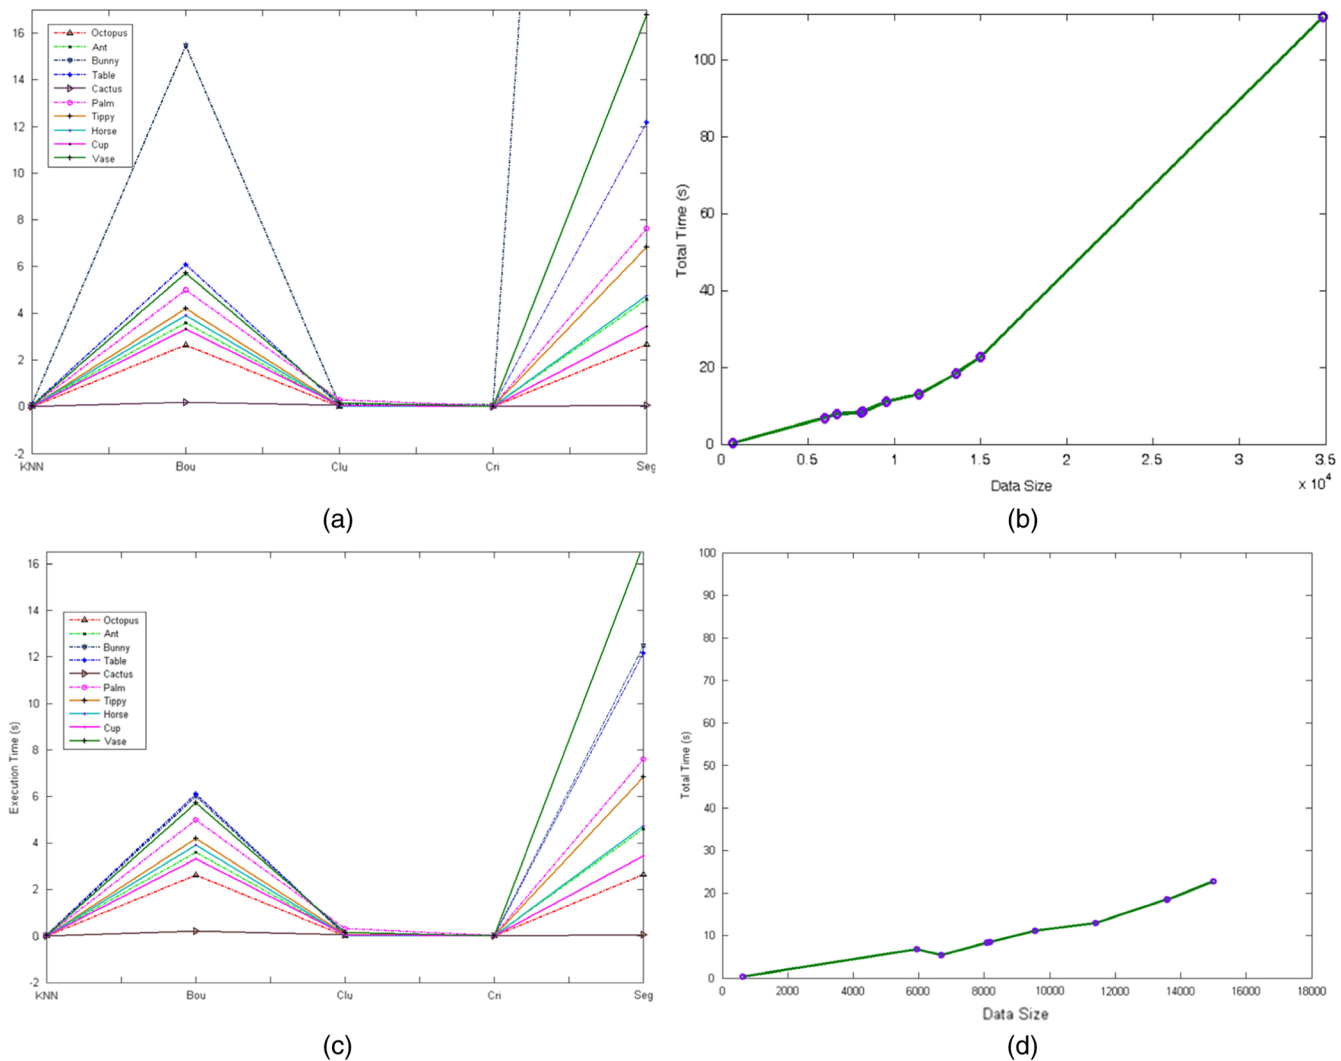 16
14
12
10
8
6
4
2
0
-2
Octopus
Ant
Bunny
Table
Cactus
Palm
Tippy
Horse
Cup
Vase
KNN
Bou
Clu
Cri
Seg
(a)
Total Time (s)
100
80
60
40
20
0
0
0.5
1
1.5
2
2.5
3
3.5
x 10^4
Data Size
(b)
Execution Time (s)
16
14
12
10
8
6
4
2
0
-2
Octopus
Ant
Bunny
Table
Cactus
Palm
Tippy
Horse
Cup
Vase
KNN
Bou
Clu
Cri
Seg
(c)
Total Time (s)
100
90
80
70
60
50
40
30
20
10
0
0
2000
4000
6000
8000
10000
12000
14000
16000
18000
Data Size
(d)